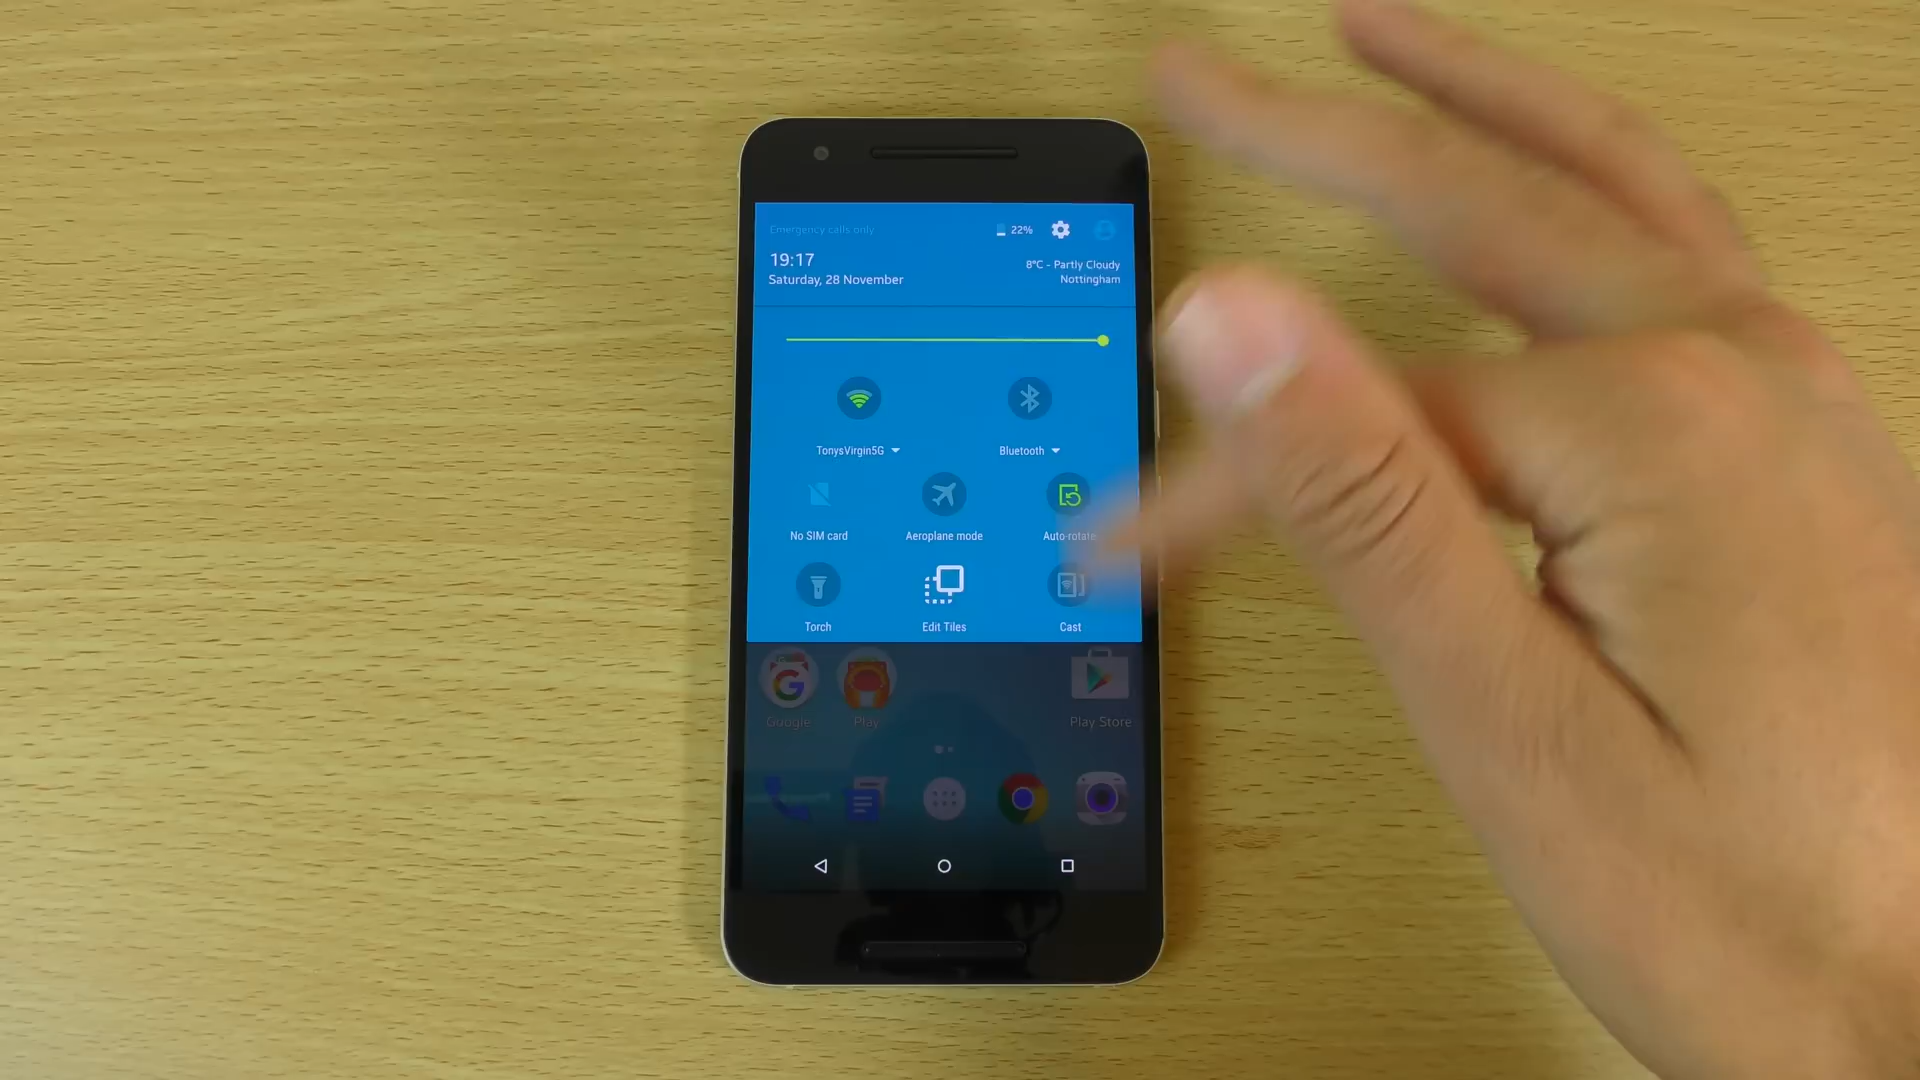 Emergency calls only
22%
19:17
Saturday, 28 November
8°C - Partly Cloudy
Nottingham
TonysVirgin5G
Bluetooth
No SIM card
Aeroplane mode
Auto-rotate
Torch
Edit Tiles
Cast
Google
Play
Play Store